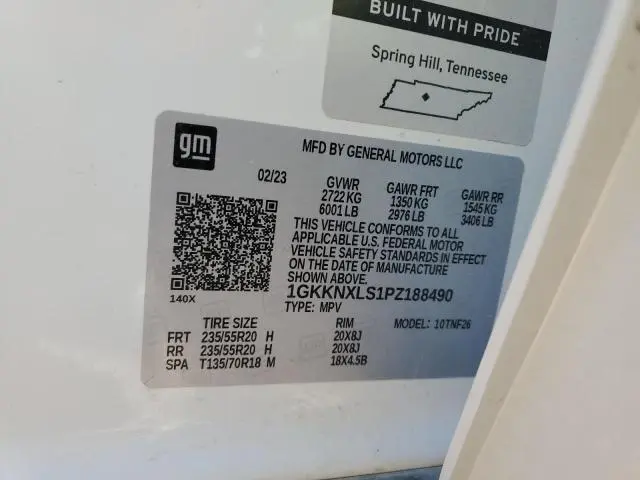 BUILT WITH PRIDE
Spring Hill, Tennessee
gm
MFD BY GENERAL MOTORS LLC
02/23
GVWR GAWR FRT GAWR RR
2722 KG 1350 KG 1545 KG
6001 LB 2976 LB 3406 LB
THIS VEHICLE CONFORMS TO ALL
APPLICABLE U.S. FEDERAL MOTOR
VEHICLE SAFETY STANDARDS IN EFFECT
ON THE DATE OF MANUFACTURE
SHOWN ABOVE.
140X
1GKKNXLS1PZ188490
TYPE: MPV
TIRE SIZE RIM MODEL: 10TNF26
FRT 235/55R20 H 20X8J
RR 235/55R20 H 20X8J
SPA T135/70R18 M 18X4.5B